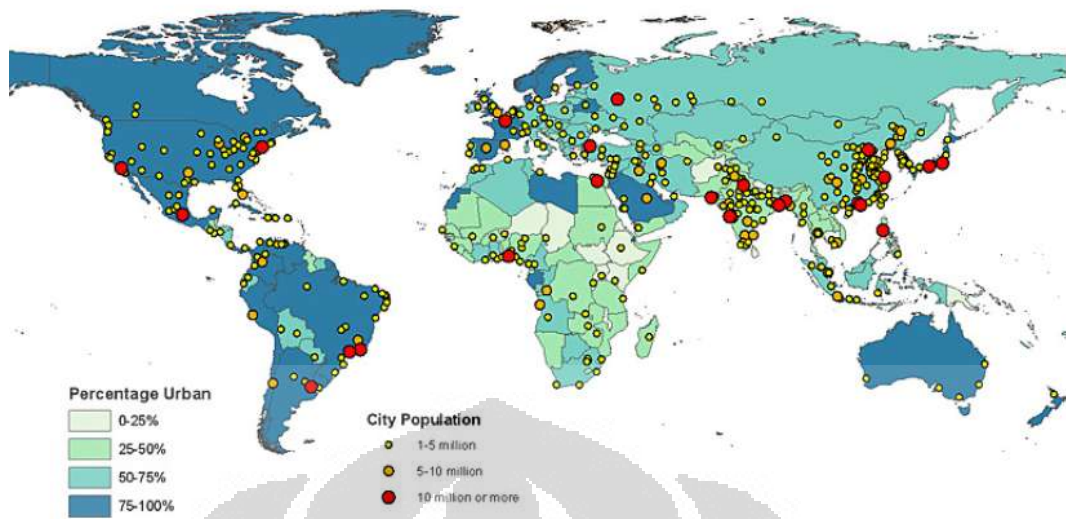 Percentage Urban
0-25%
25-50%
50-75%
75-100%
City Population
1-5 million
5-10 million
10 million or more